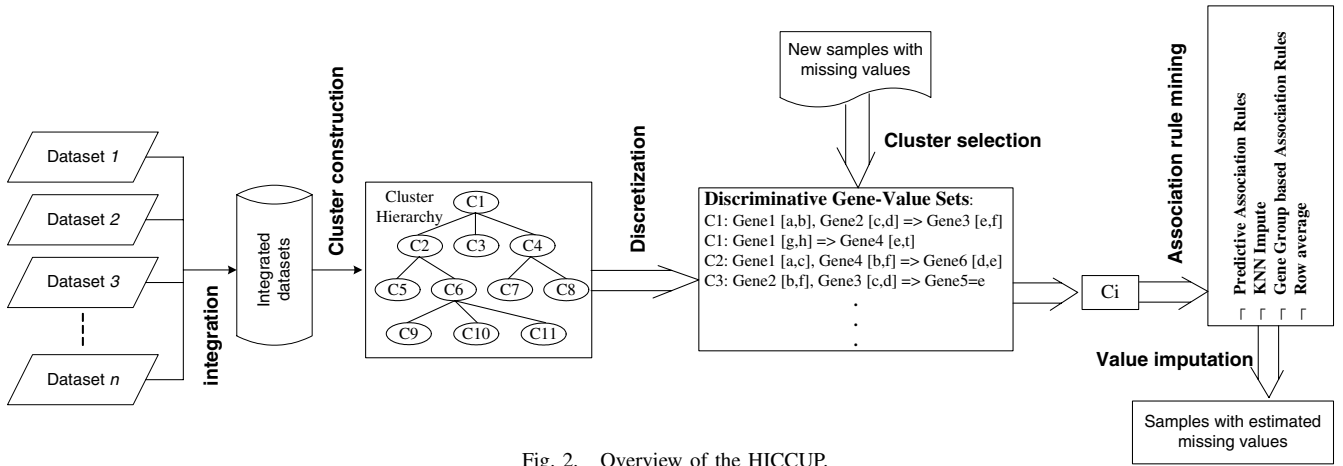 New samples with
missing values
Cluster selection
Dataset 1
Dataset 2
Dataset 3
Dataset n
integration
Integrated
datasets
Cluster construction
Cluster
Hierarchy
C1
C2
C3
C4
C5
C6
C7
C8
C9
C10
C11
Discretization
Discriminative Gene-Value Sets:
C1: Gene1 [a,b], Gene2 [c,d] => Gene3 [e,f]
C1: Gene1 [g,h] => Gene4 [e,t]
C2: Gene1 [a,c], Gene4 [b,f] => Gene6 [d,e]
C3: Gene2 [b,f], Gene3 [c,d] => Gene5=e
.
.
.
Ci
Association rule mining
Γ Predictive Association Rules
Γ KNN Impute
Γ Gene Group based Association Rules
Γ Row average
Value imputation
Samples with estimated
missing values
Fig. 2. Overview of the HICCUP.